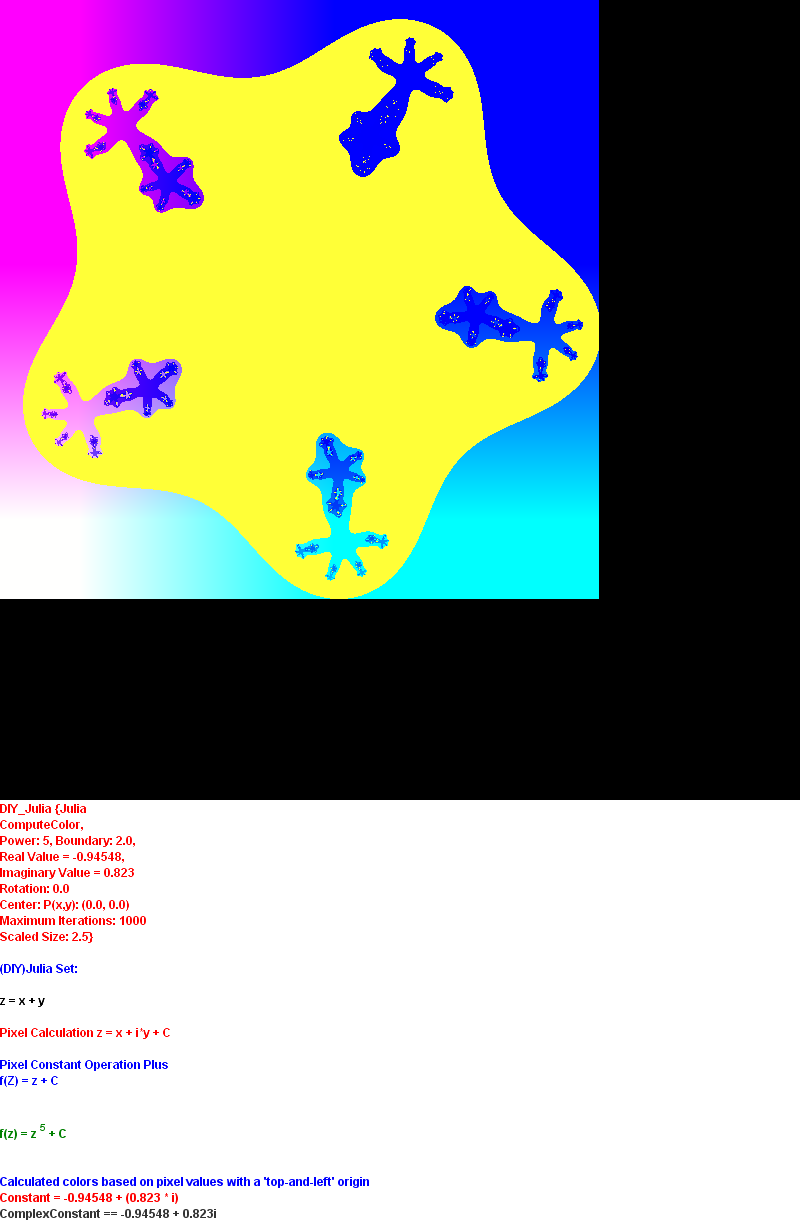 DIY_Julia {Julia
ComputeColor,
Power: 5, Boundary: 2.0,
Real Value = -0.94548,
Imaginary Value = 0.823
Rotation: 0.0
Center: P(x,y): (0.0, 0.0)
Maximum Iterations: 1000
Scaled Size: 2.5}
(DIY)Julia Set:
z = x + y
Pixel Calculation z = x + i*y + C
Pixel Constant Operation Plus
f(Z) = z + C
f(z) = z ⁵ + C
Calculated colors based on pixel values with a 'top-and-left' origin
Constant = -0.94548 + (0.823 * i)
ComplexConstant == -0.94548 + 0.823i